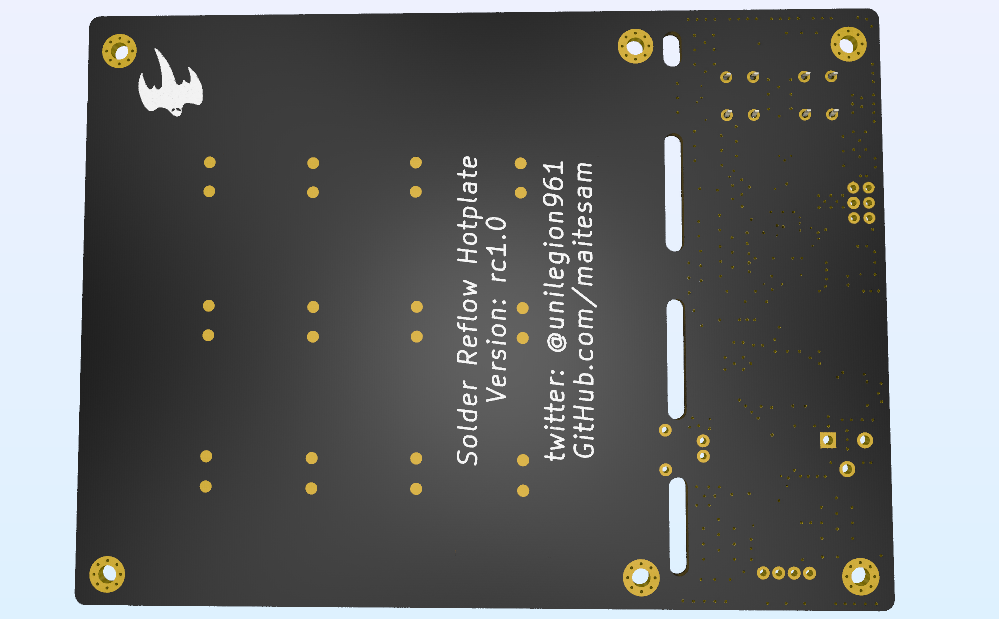 Solder Reflow Hotplate
Version: rc1.0
twitter: @unilegion961
GitHub.com/maitesam